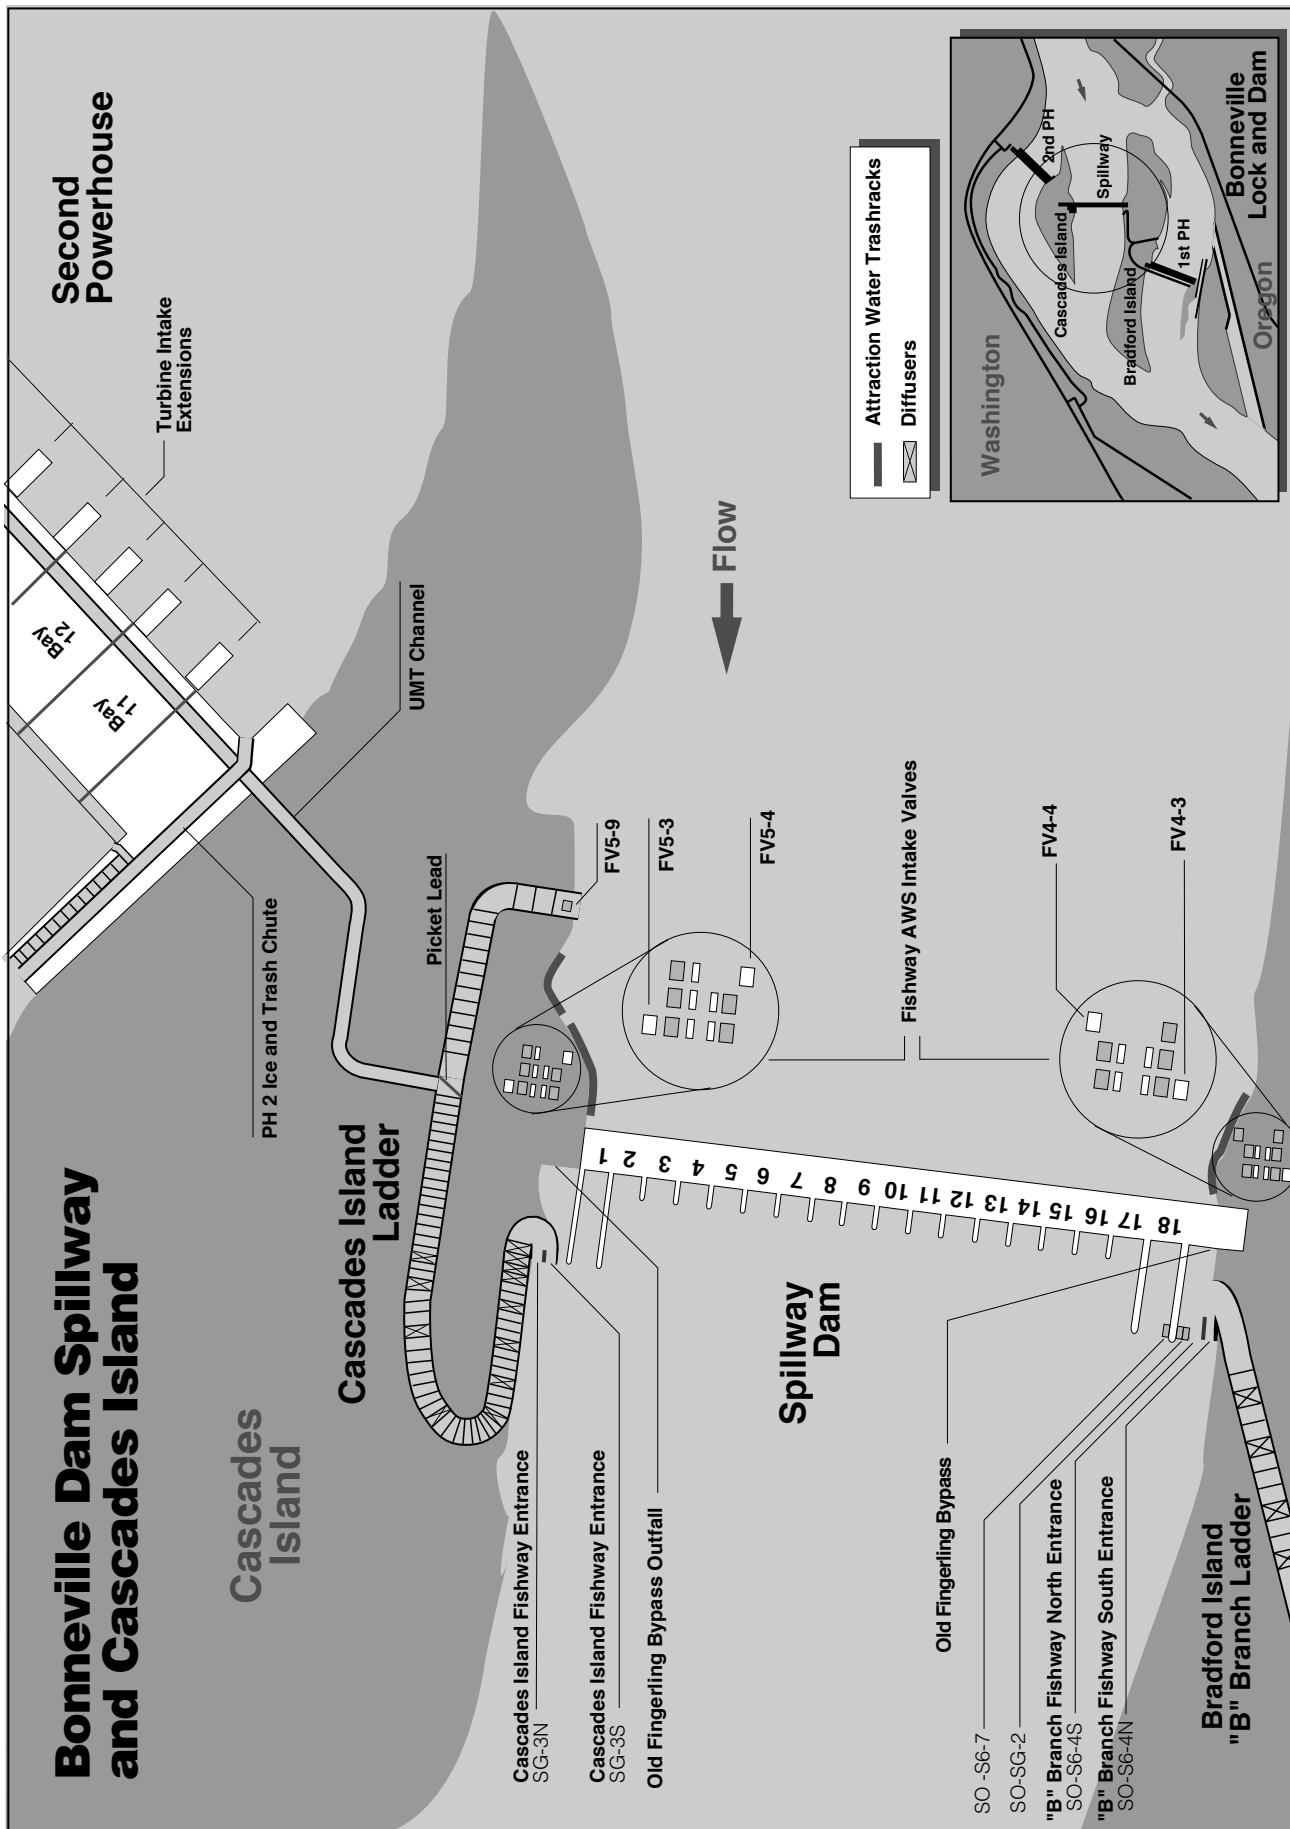 Bonneville Dam Spillway
and Cascades Island
Second
Powerhouse
Turbine Intake
Extensions
Bay
12
Bay
11
UMT Channel
PH 2 Ice and Trash Chute
Picket Lead
Cascades
Island
Cascades Island
Ladder
FV5-9
FV5-3
FV5-4
Flow
Fishway AWS Intake Valves
FV4-4
FV4-3
1
2
3
4
5
6
7
8
9
10
11
12
13
14
15
16
17
18
Spillway
Dam
Cascades Island Fishway Entrance
SG-3N
Cascades Island Fishway Entrance
SG-3S
Old Fingerling Bypass Outfall
Old Fingerling Bypass
SO -S6-7
SO-SG-2
"B" Branch Fishway North Entrance
SO-S6-4S
"B" Branch Fishway South Entrance
SO-S6-4N
Bradford Island
"B" Branch Ladder
Attraction Water Trashracks
Diffusers
Washington
2nd PH
Spillway
Cascades Island
Bradford Island
1st PH
Oregon
Bonneville
Lock and Dam